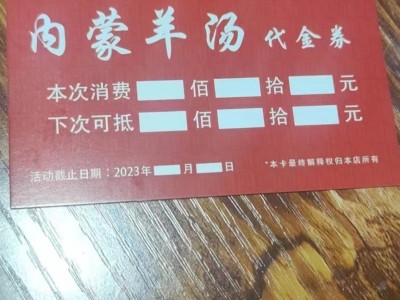 内蒙羊汤 代金券
本次消费 佰 拾 元
下次可抵 佰 拾 元
活动截止日期：2023年 月 日 *本卡最终解释权归本店所有